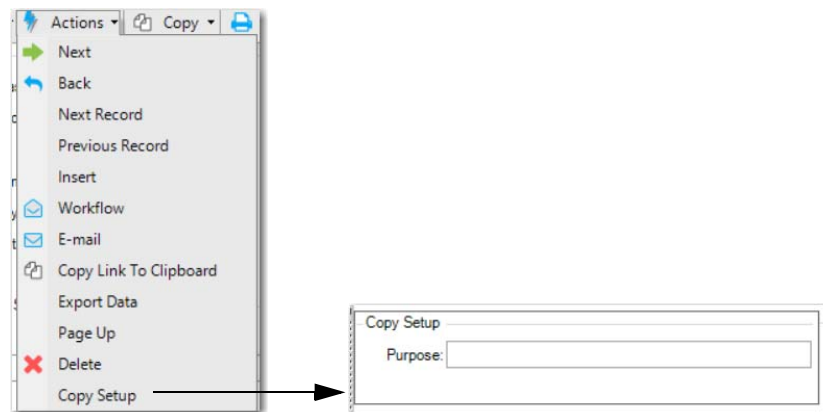 Actions Copy
Next
Back
Next Record
Previous Record
Insert
Workflow
E-mail
Copy Link To Clipboard
Export Data
Page Up
Delete
Copy Setup
Copy Setup
Purpose: